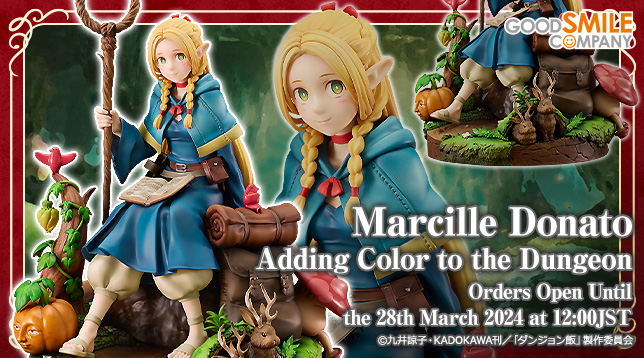 GOOD SMILE
COMPANY
Marcille Donato
Adding Color to the Dungeon
Orders Open Until
the 28th March 2024 at 12:00JST
©九井諒子・KADOKAWA刊／「ダンジョン飯」製作委員会